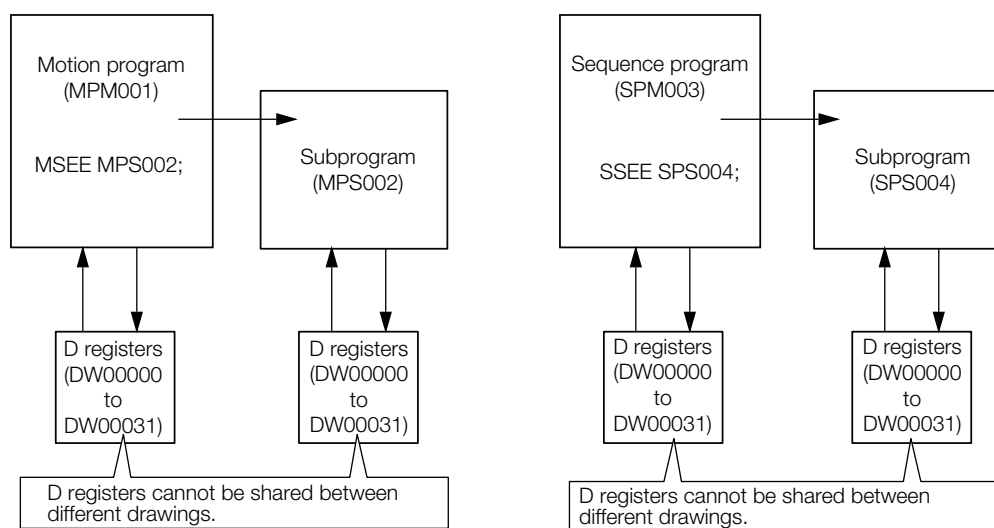 Motion program
(MPM001)
MSEE MPS002;
Subprogram
(MPS002)
D registers
(DW00000
to
DW00031)
D registers
(DW00000
to
DW00031)
D registers cannot be shared between
different drawings.
Sequence program
(SPM003)
SSEE SPS004;
Subprogram
(SPS004)
D registers
(DW00000
to
DW00031)
D registers
(DW00000
to
DW00031)
D registers cannot be shared between
different drawings.